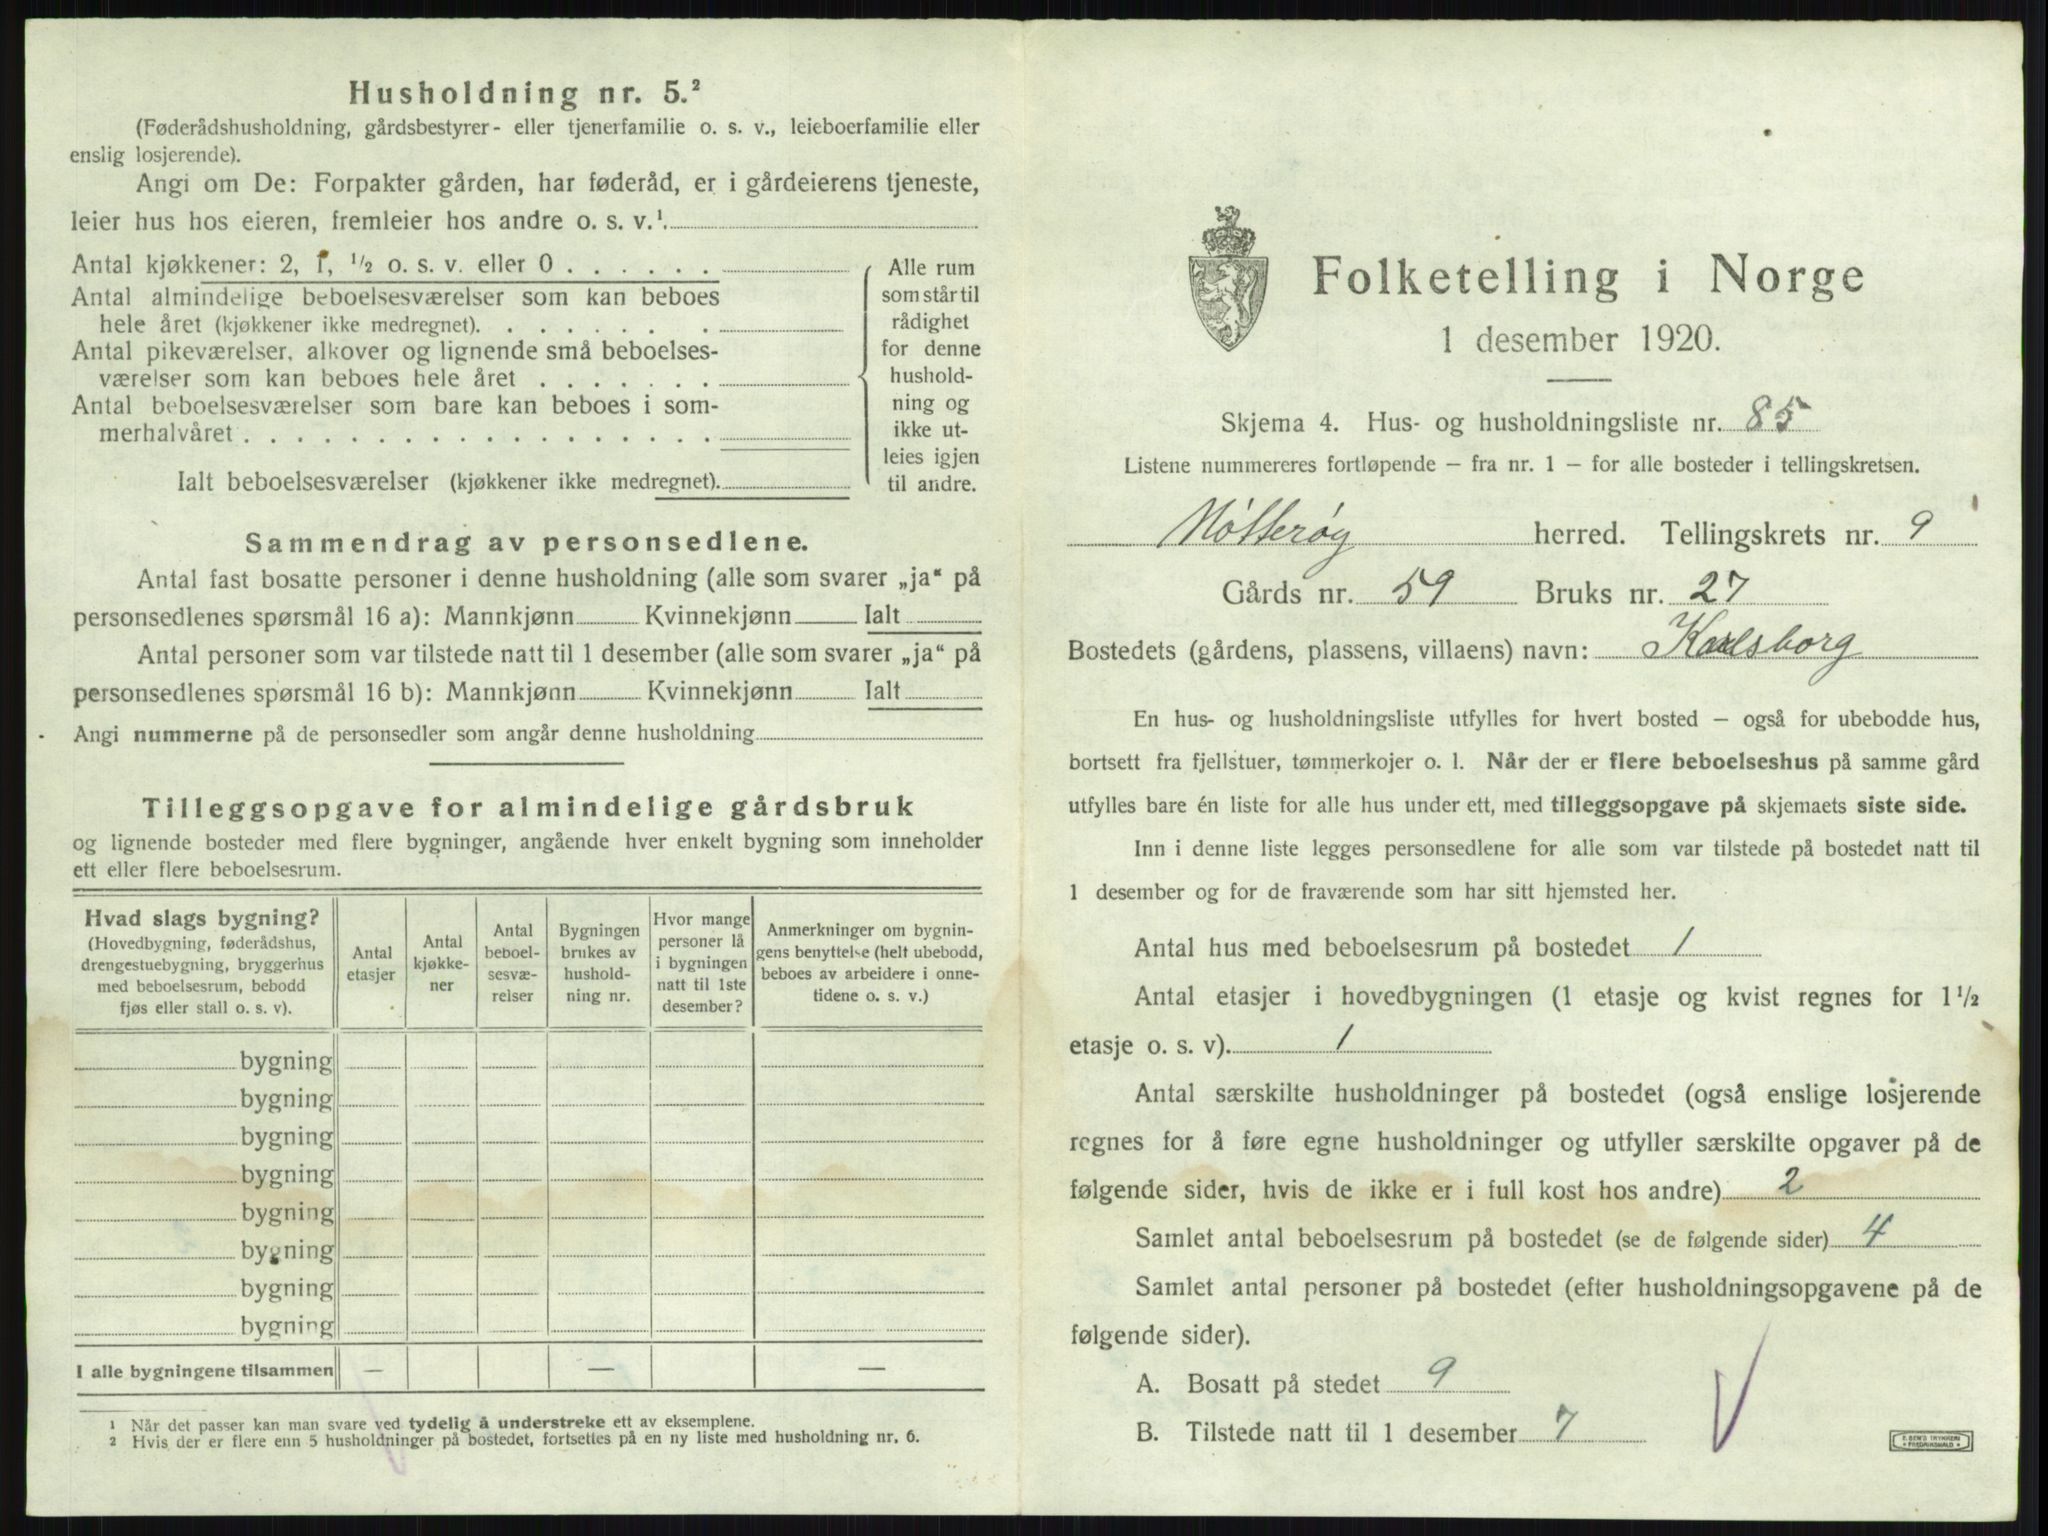 Husholdning nr. 5.²
(Føderådshusholdning, gårdsbestyrer- eller tjenerfamilie o. s. v., leieboerfamilie eller
enslig losjerende).
Angi om De: Forpakter gården, har føderåd, er i gårdeierens tjeneste,
leier hus hos eieren, fremleier hos andre o. s. v.¹.
Antal kjøkkener: 2, 1, ½ o. s. v. eller 0 . . . . . .
Antal almindelige beboelsesværelser som kan beboes
hele året (kjøkkener ikke medregnet). . . . . . . .
Antal pikeværelser, alkover og lignende små beboelses-
værelser som kan beboes hele året . . . . . . .
Antal beboelsesværelser som bare kan beboes i som-
merhalvåret . . . . . . . . . . . . . . . . . .
Ialt beboelsesværelser (kjøkkener ikke medregnet).
Alle rum
som står til
rådighet
for denne
hushold-
ning og
ikke ut-
leies igjen
til andre.
Sammendrag av personsedlene.
Antal fast bosatte personer i denne husholdning (alle som svarer „ja“ på
personsedlenes spørsmål 16 a): Mannkjønn Kvinnekjønn Ialt
Antal personer som var tilstede natt til 1 desember (alle som svarer „ja“ på
personsedlenes spørsmål 16 b): Mannkjønn Kvinnekjønn Ialt
Angi nummerne på de personsedler som angår denne husholdning
Tilleggsopgave for almindelige gårdsbruk
og lignende bosteder med flere bygninger, angående hver enkelt bygning som inneholder
ett eller flere beboelsesrum.
Hvad slags bygning?
(Hovedbygning, føderådshus,
drengestuebygning, bryggerhus
med beboelsesrum, bebodd
fjøs eller stall o. s. v).
Antal
etasjer
Antal
kjøkke-
ner
Antal
beboel-
sesvæ-
relser
Bygningen
brukes av
hushold-
ning nr.
Hvor mange
personer lå
i bygningen
natt til 1ste
desember?
Anmerkninger om bygnin-
gens benyttelse (helt ubebodd,
beboes av arbeidere i onne-
tidene o. s. v.)
bygning
bygning
bygning
bygning
bygning
bygning
bygning
bygning
I alle bygningene tilsammen — — —
¹ Når det passer kan man svare ved tydelig å understreke ett av eksemplene.
² Hvis der er flere enn 5 husholdninger på bostedet, fortsettes på en ny liste med husholdning nr. 6.
Folketelling i Norge
1 desember 1920.
Skjema 4. Hus- og husholdningsliste nr. 85
Listene nummereres fortløpende – fra nr. 1 – for alle bosteder i tellingskretsen.
Nøtterøy herred. Tellingskrets nr. 9
Gårds nr. 59 Bruks nr. 27
Bostedets (gårdens, plassens, villaens) navn: Karlsborg
En hus- og husholdningsliste utfylles for hvert bosted – også for ubebodde hus,
bortsett fra fjellstuer, tømmerkojer o. l. Når der er flere beboelseshus på samme gård
utfylles bare én liste for alle hus under ett, med tilleggsopgave på skjemaets siste side.
Inn i denne liste legges personsedlene for alle som var tilstede på bostedet natt til
1 desember og for de fraværende som har sitt hjemsted her.
Antal hus med beboelsesrum på bostedet 1
Antal etasjer i hovedbygningen (1 etasje og kvist regnes for 1½
etasje o. s. v). 1
Antal særskilte husholdninger på bostedet (også enslige losjerende
regnes for å føre egne husholdninger og utfyller særskilte opgaver på de
følgende sider, hvis de ikke er i full kost hos andre) 2
Samlet antal beboelsesrum på bostedet (se de følgende sider) 4
Samlet antal personer på bostedet (efter husholdningsopgavene på de
følgende sider).
A. Bosatt på stedet 9
B. Tilstede natt til 1 desember 7